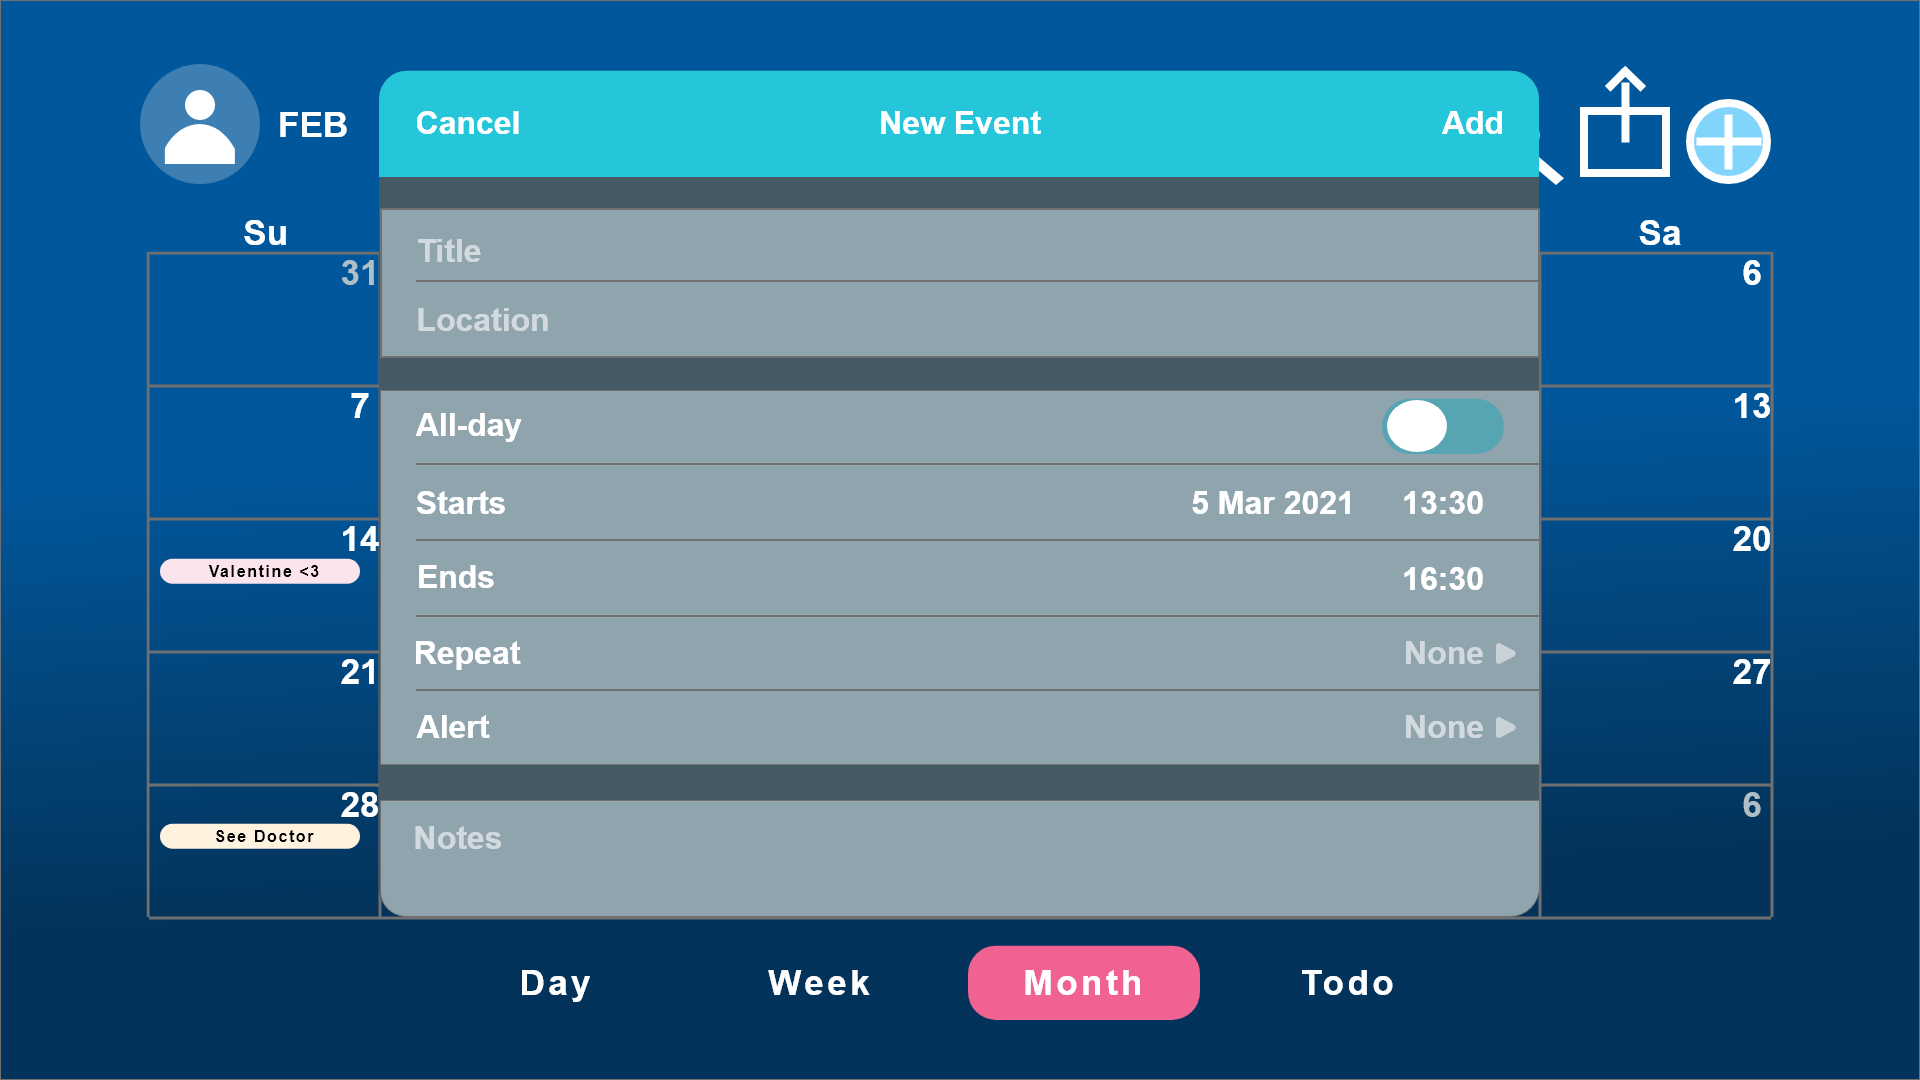 FEB
Cancel New Event Add
Su Sa
Title
31 6
Location
7 13
All-day
Starts 5 Mar 2021 13:30
14 20
Valentine <3
Ends 16:30
Repeat None
21 27
Alert None
28 6
See Doctor
Notes
Day Week Month Todo